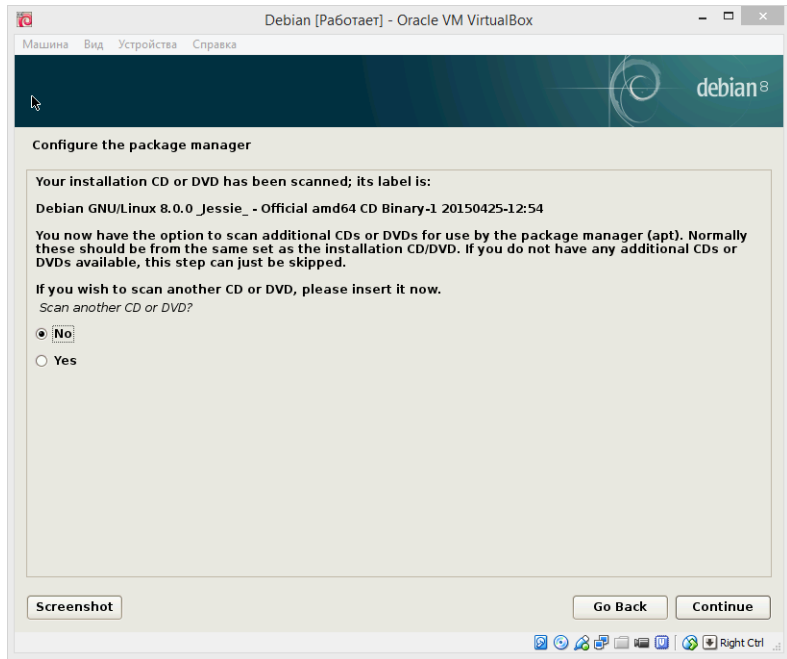 Debian [Работает] - Oracle VM VirtualBox
Машина Вид Устройства Справка
debian 8
Configure the package manager
Your installation CD or DVD has been scanned; its label is:
Debian GNU/Linux 8.0.0 _Jessie_ - Official amd64 CD Binary-1 20150425-12:54
You now have the option to scan additional CDs or DVDs for use by the package manager (apt). Normally
these should be from the same set as the installation CD/DVD. If you do not have any additional CDs or
DVDs available, this step can just be skipped.
If you wish to scan another CD or DVD, please insert it now.
Scan another CD or DVD?
No
Yes
Screenshot
Go Back
Continue
Right Ctrl